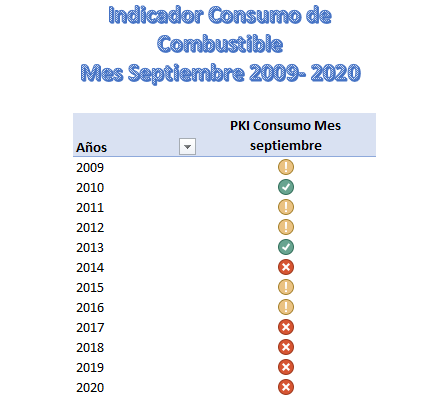 Indicador Consumo de
Combustible
Mes Septiembre 2009- 2020
PKI Consumo Mes
Años septiembre
2009
2010
2011
2012
2013
2014
2015
2016
2017
2018
2019
2020